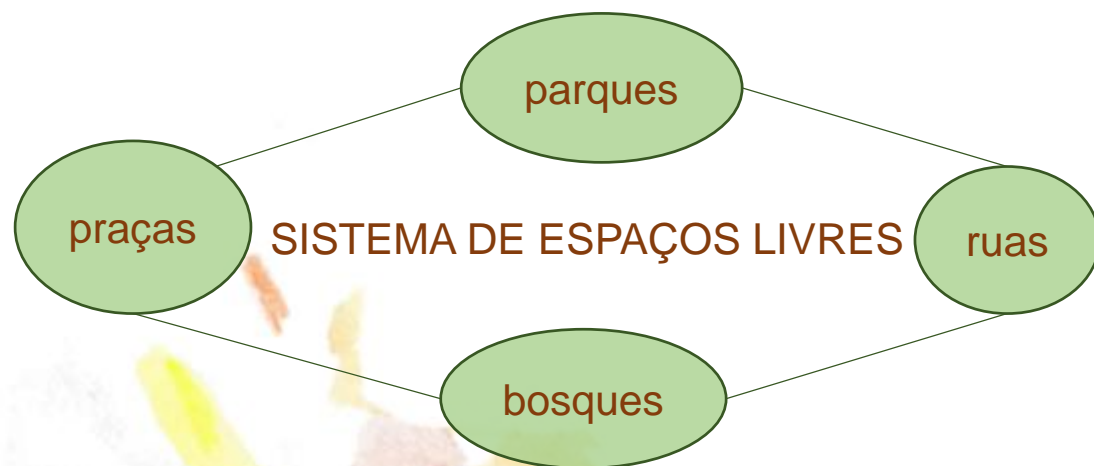 parques
praças
SISTEMA DE ESPAÇOS LIVRES
ruas
bosques